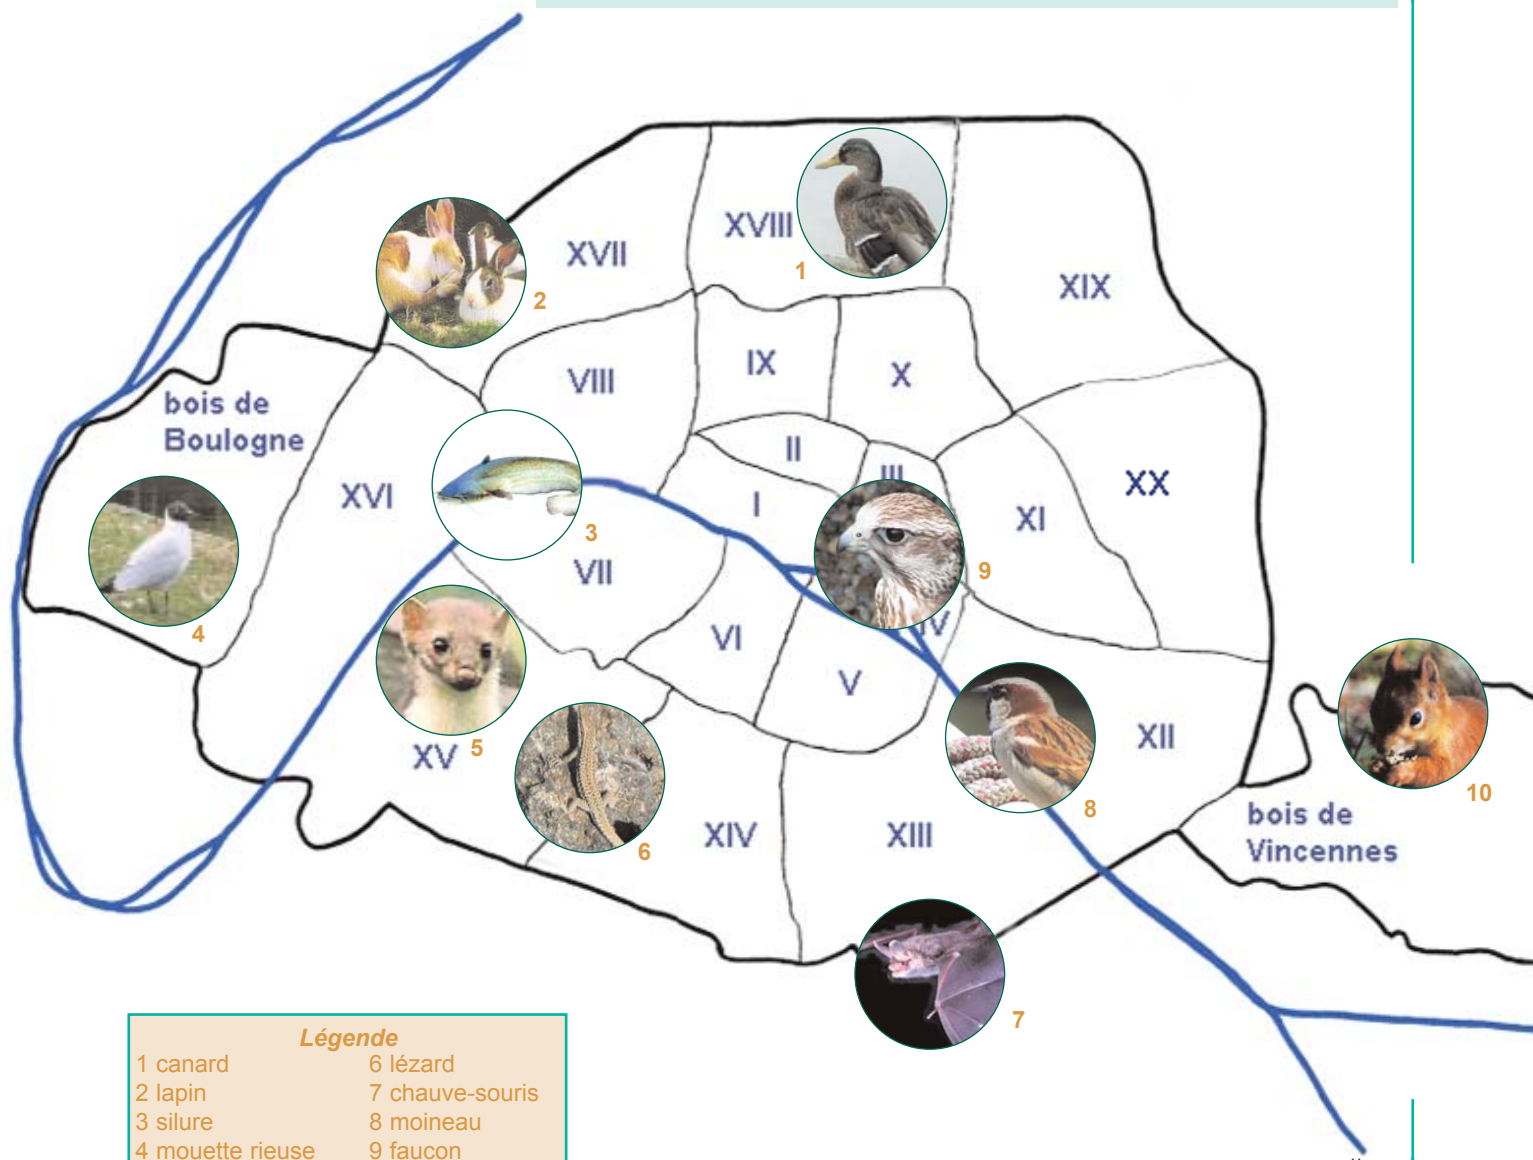 XVIII
1
XVII
XIX
2
IX
VIII
X
bois de
Boulogne
II
III
XX
XVI
I
XI
3
9
VII
IV
4
VI
V
5
XV
XII
8
10
6
XIV
XIII
bois de
Vincennes
7
Légende
1 canard
6 lézard
2 lapin
7 chauve-souris
3 silure
8 moineau
4 mouette rieuse
9 faucon